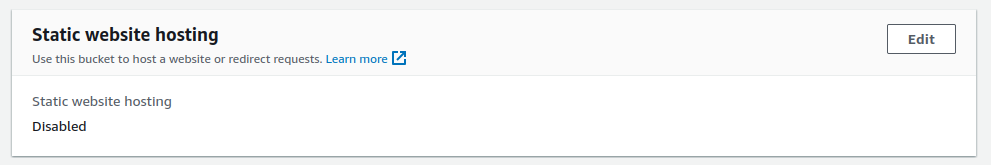 Static website hosting
Edit
Use this bucket to host a website or redirect requests. Learn more
Static website hosting
Disabled